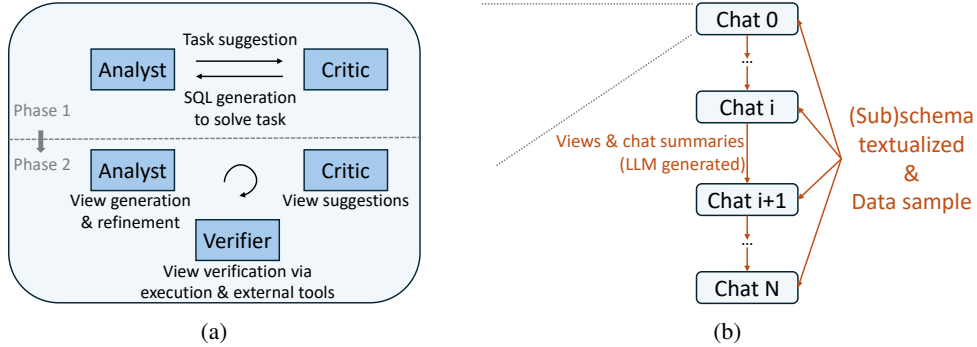 Task suggestion
Analyst
Critic
SQL generation
to solve task
Phase 1
Phase 2
Analyst
Critic
View generation
& refinement
View suggestions
Verifier
View verification via
execution & external tools
(a)
Chat 0
...
Chat i
Views & chat summaries
(LLM generated)
Chat i+1
...
Chat N
(Sub)schema
textualized
&
Data sample
(b)